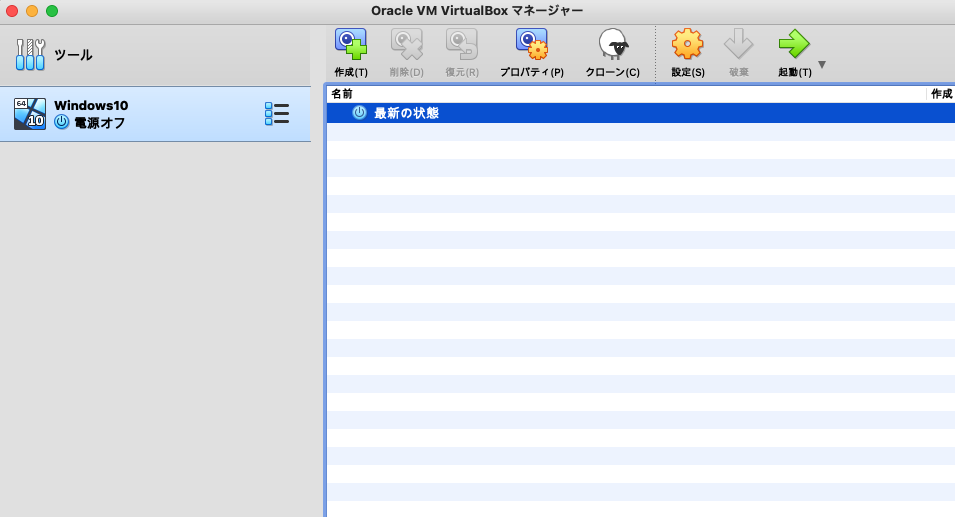 Oracle VM VirtualBox マネージャー
ツール
作成(T) 削除(D) 復元(R) プロパティ(P) クローン(C) 設定(S) 破棄 起動(T)
64
10
Windows10
電源オフ
名前 作成
最新の状態